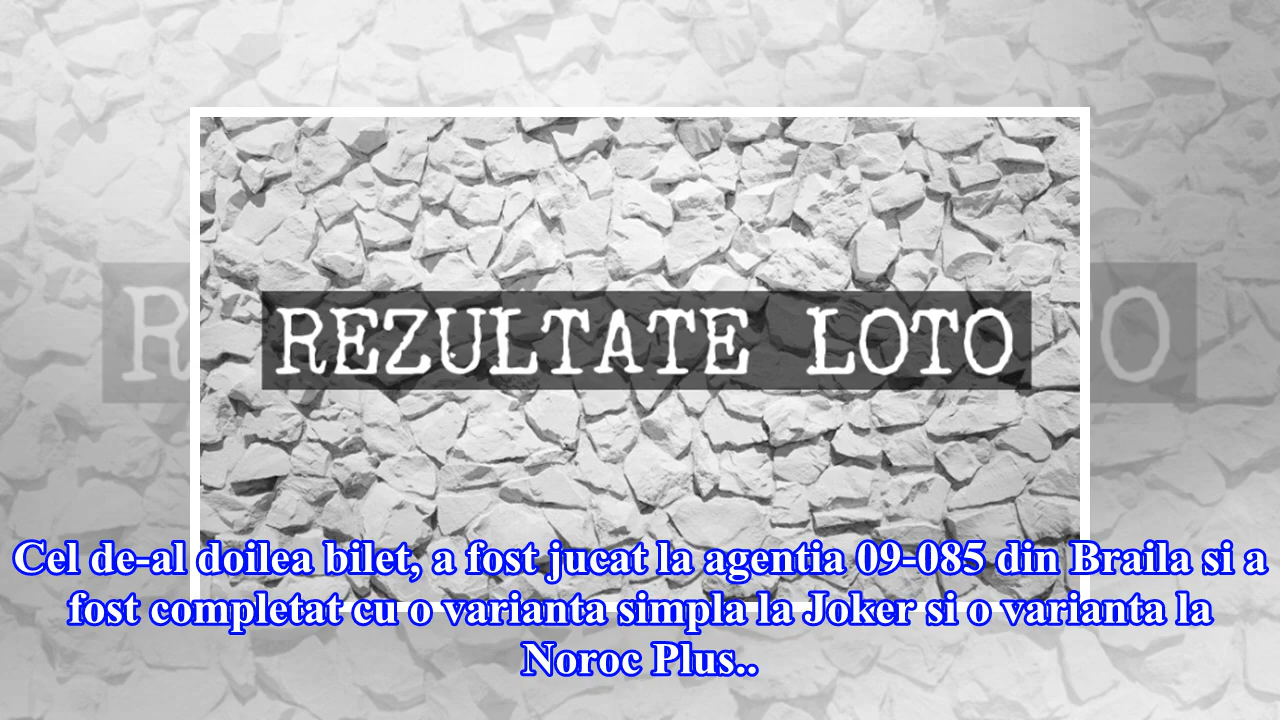 REZULTATE LOTO
R
O
Cel de-al doilea bilet, a fost jucat la agentia 09-085 din Braila si a
fost completat cu o varianta simpla la Joker si o varianta la
Noroc Plus..